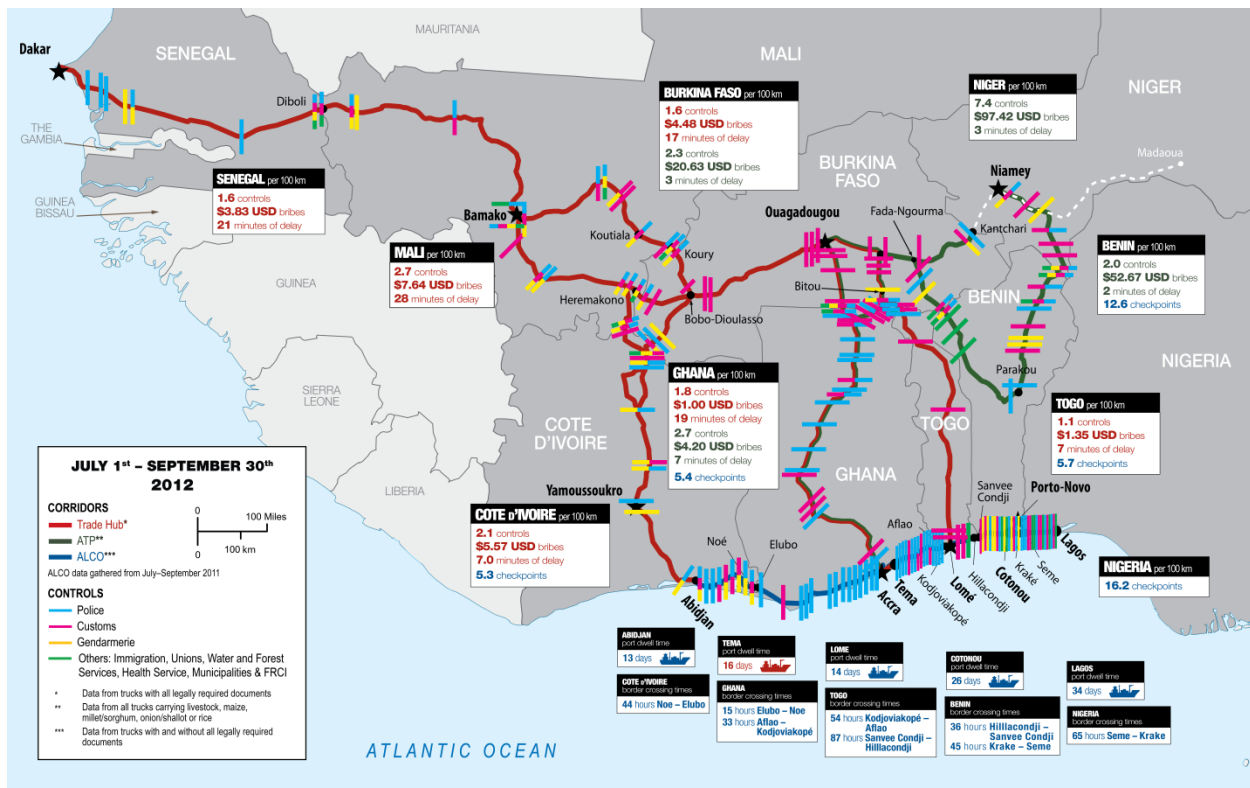 MAURITANIA
Dakar
SENEGAL
MALI
NIGER
Diboli
THE
GAMBIA
GUINEA
BISSAU
SENEGAL per 100 km
1.6 controls
$3.83 USD bribes
21 minutes of delay
BURKINA FASO per 100 km
1.6 controls
$4.48 USD bribes
17 minutes of delay
2.3 controls
$20.63 USD bribes
3 minutes of delay
NIGER per 100 km
7.4 controls
$97.42 USD bribes
3 minutes of delay
BURKINA
FASO
Madaoua
Niamey
Bamako
Koutiala
Koury
Ouagadougou
Fada-Ngourma
Kantchari
MALI per 100 km
2.7 controls
$7.64 USD bribes
28 minutes of delay
BENIN per 100 km
2.0 controls
$52.67 USD bribes
2 minutes of delay
12.6 checkpoints
GUINEA
Heremakono
Bobo-Dioulasso
Bitou
BENIN
NIGERIA
SIERRA
LEONE
LIBERIA
COTE
D'IVOIRE
GHANA per 100 km
1.8 controls
$1.00 USD bribes
19 minutes of delay
2.7 controls
$4.20 USD bribes
7 minutes of delay
5.4 checkpoints
Parakou
TOGO
TOGO per 100 km
1.1 controls
$1.35 USD bribes
7 minutes of delay
5.7 checkpoints
GHANA
Yamoussoukro
COTE D'IVOIRE per 100 km
2.1 controls
$5.57 USD bribes
7.0 minutes of delay
5.3 checkpoints
Sanvee
Condji
Porto-Novo
Noé
Elubo
Aflao
Abidjan
Accra
Tema
Kodjoviakopé
Lomé
Hillacondji
Cotonou
Kraké
Seme
Lagos
NIGERIA per 100 km
16.2 checkpoints
JULY 1st – SEPTEMBER 30th
2012
CORRIDORS
Trade Hub*
ATP**
ALCO***
0 100 Miles
0 100 km
ALCO data gathered from July–September 2011
CONTROLS
Police
Customs
Gendarmerie
Others: Immigration, Unions, Water and Forest
Services, Health Service, Municipalities & FRCI
* Data from trucks with all legally required documents
** Data from all trucks carrying livestock, maize,
millet/sorghum, onion/shallot or rice
*** Data from trucks with and without all legally required
documents
ABIDJAN
port dwell time
13 days
TEMA
port dwell time
16 days
LOME
port dwell time
14 days
COTONOU
port dwell time
26 days
LAGOS
port dwell time
34 days
COTE D'IVOIRE
border crossing times
44 hours Noe – Elubo
GHANA
border crossing times
15 hours Elubo – Noe
33 hours Aflao –
Kodjoviakopé
TOGO
border crossing times
54 hours Kodjoviakopé –
Aflao
87 hours Sanvee Condji –
Hilllacondji
BENIN
border crossing times
36 hours Hilllacondji –
Sanvee Condji
45 hours Krake – Seme
NIGERIA
border crossing times
65 hours Seme – Krake
ATLANTIC OCEAN